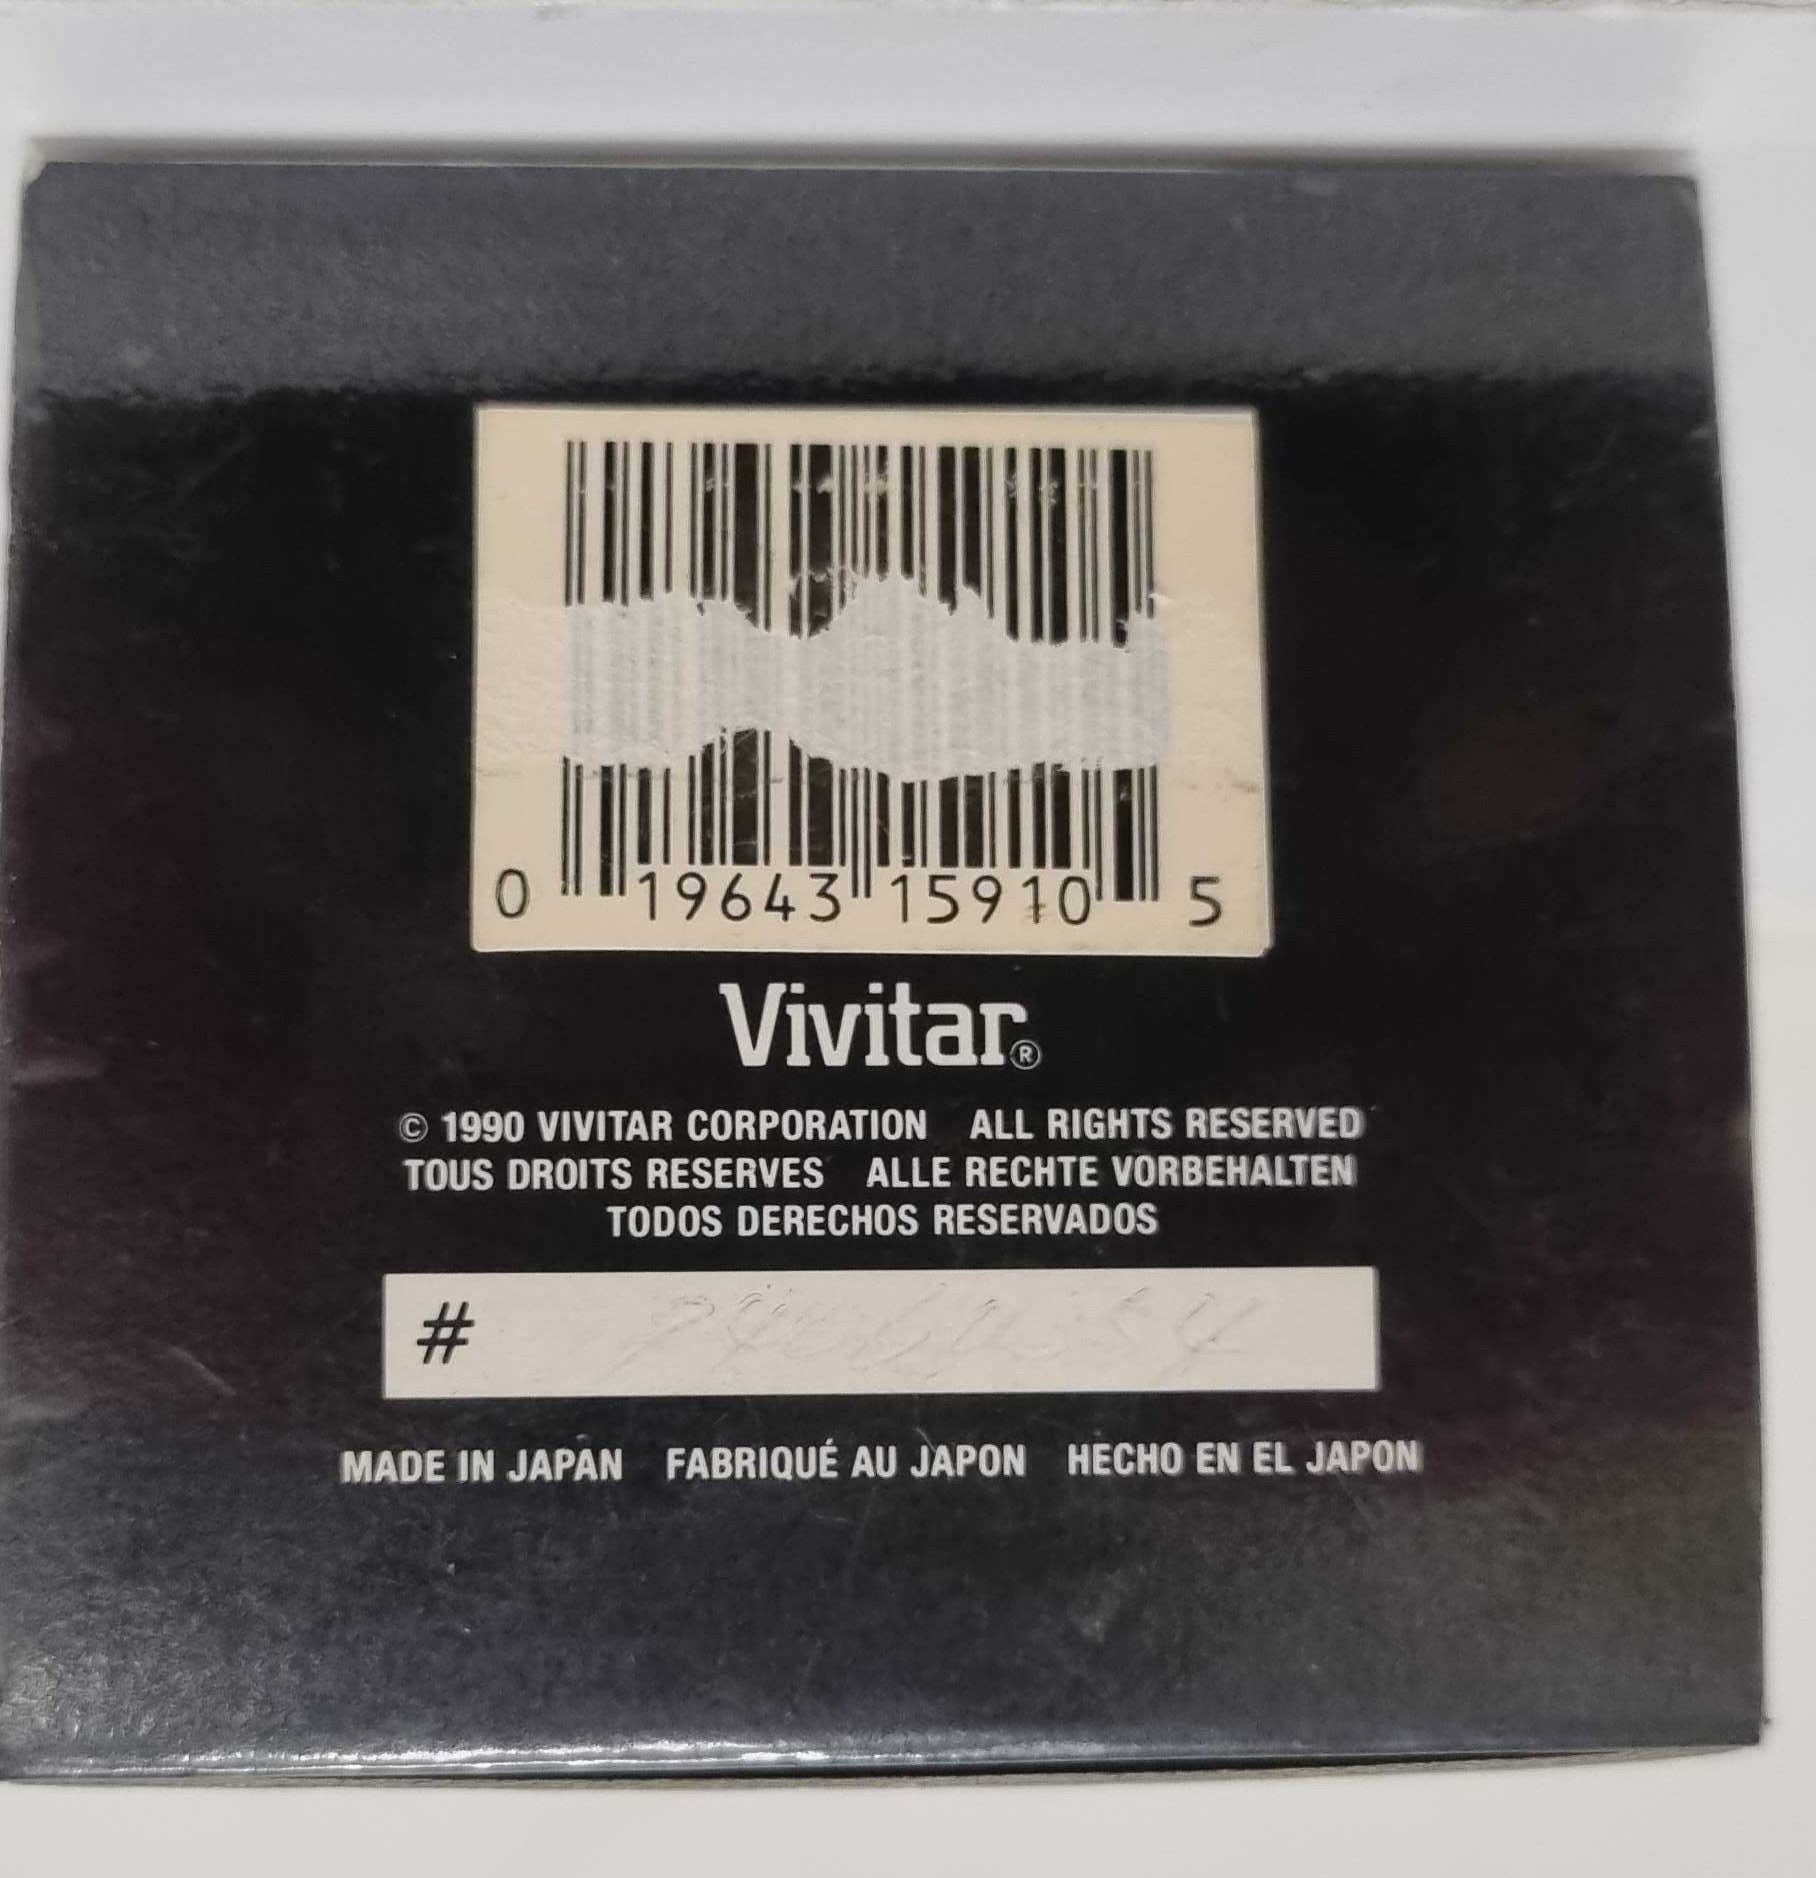 0 19643 15910 5
Vivitar®
© 1990 VIVITAR CORPORATION ALL RIGHTS RESERVED
TOUS DROITS RESERVES ALLE RECHTE VORBEHALTEN
TODOS DERECHOS RESERVADOS
#
MADE IN JAPAN FABRIQUÉ AU JAPON HECHO EN EL JAPON